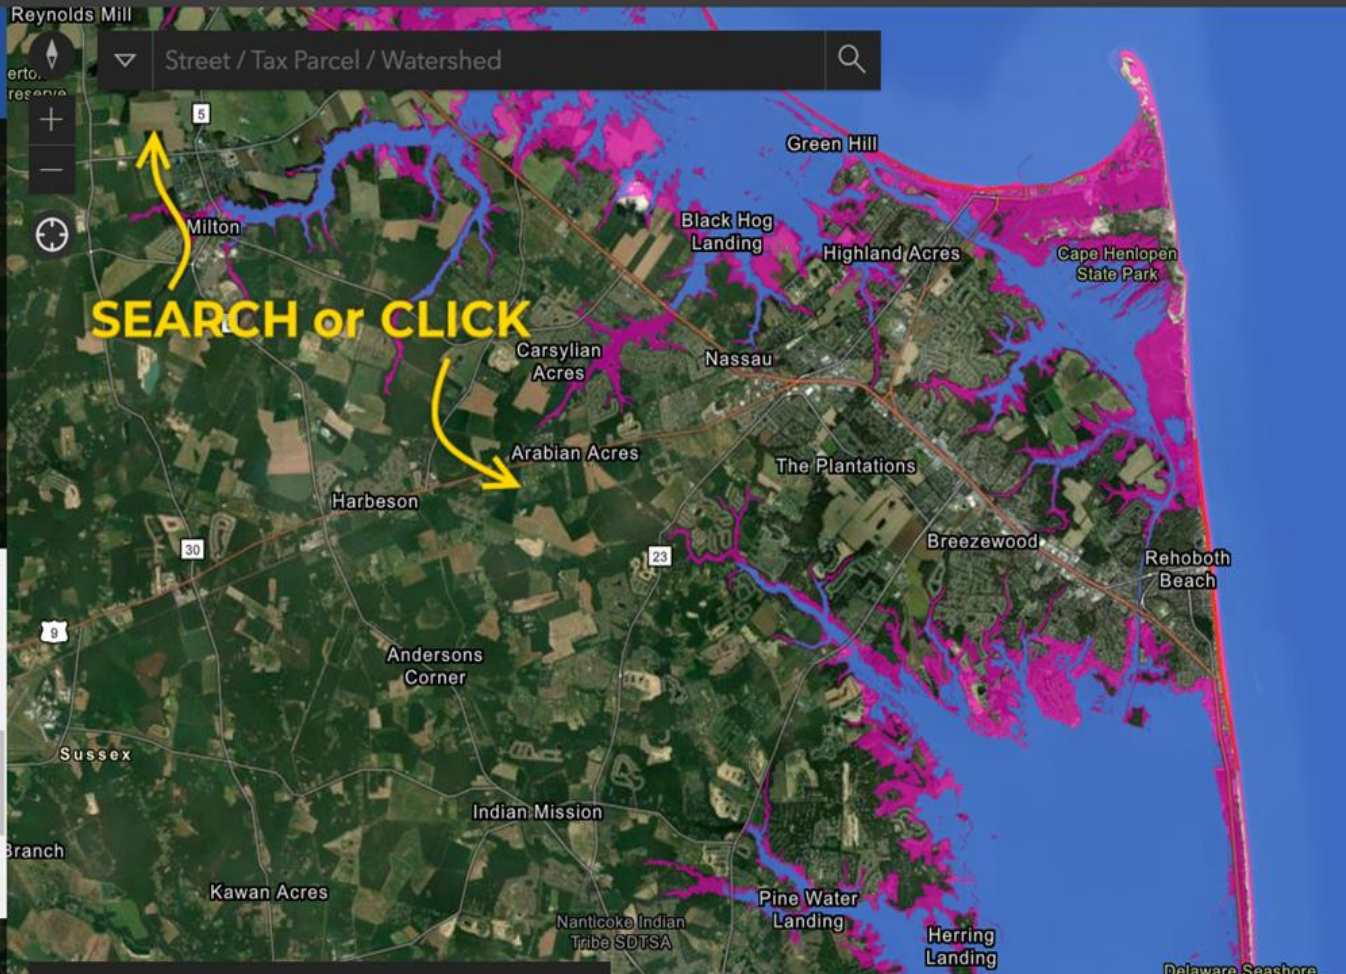 Reynolds Mill
Street / Tax Parcel / Watershed
reserve
5
Green Hill
Milton
Black Hog
Landing
Highland Acres
Cape Henlopen
State Park
SEARCH or CLICK
Carsylian
Acres
Nassau
Arabian Acres
The Plantations
Harbeson
30
23
Breezewood
Rehoboth
Beach
9
Andersons
Corner
Sussex
Indian Mission
Branch
Kawan Acres
Pine Water
Landing
Nanticoke Indian
Tribe SDTSA
Herring
Landing
Delaware Seashore